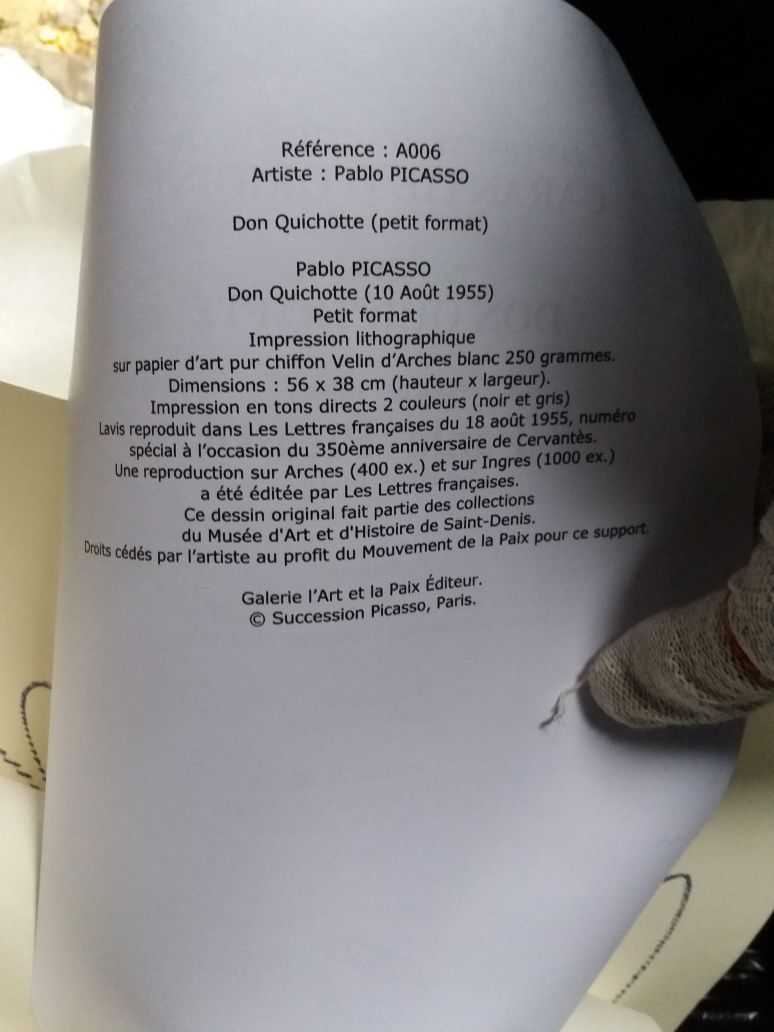 Référence : A006
Artiste : Pablo PICASSO
Don Quichotte (petit format)
Pablo PICASSO
Don Quichotte (10 Août 1955)
Petit format
Impression lithographique
sur papier d'art pur chiffon Velin d'Arches blanc 250 grammes.
Dimensions : 56 x 38 cm (hauteur x largeur).
Impression en tons directs 2 couleurs (noir et gris)
Lavis reproduit dans Les Lettres françaises du 18 août 1955, numéro
spécial à l'occasion du 350ème anniversaire de Cervantès.
Une reproduction sur Arches (400 ex.) et sur Ingres (1000 ex.)
a été éditée par Les Lettres françaises.
Ce dessin original fait partie des collections
du Musée d'Art et d'Histoire de Saint-Denis.
Droits cédés par l'artiste au profit du Mouvement de la Paix pour ce support.
Galerie l'Art et la Paix Éditeur.
© Succession Picasso, Paris.